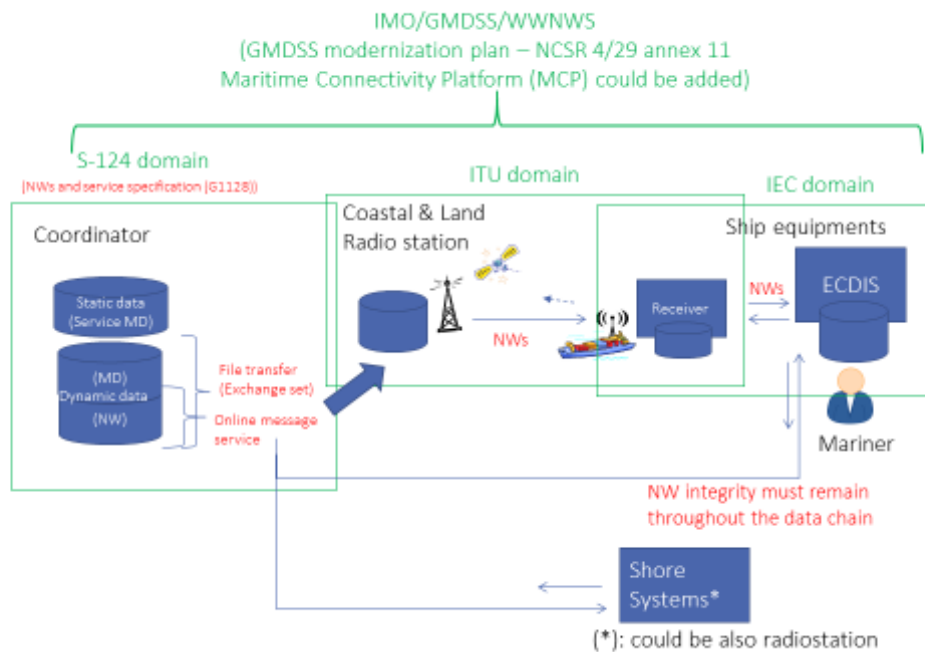 IMO/GMDSS/WWNWS
(GMDSS modernization plan – NCSR 4/29 annex 11
Maritime Connectivity Platform (MCP) could be added)
S-124 domain
(NWs and service specification (G1128))
ITU domain
IEC domain
Coordinator
Coastal & Land
Radio station
Ship equipments
Static data
(Service MD)
(MD)
Dynamic data
(NW)
File transfer
(Exchange set)
Online message
service
NWs
Receiver
NWs
ECDIS
Mariner
NW integrity must remain
throughout the data chain
Shore
Systems*
(*): could be also radiostation